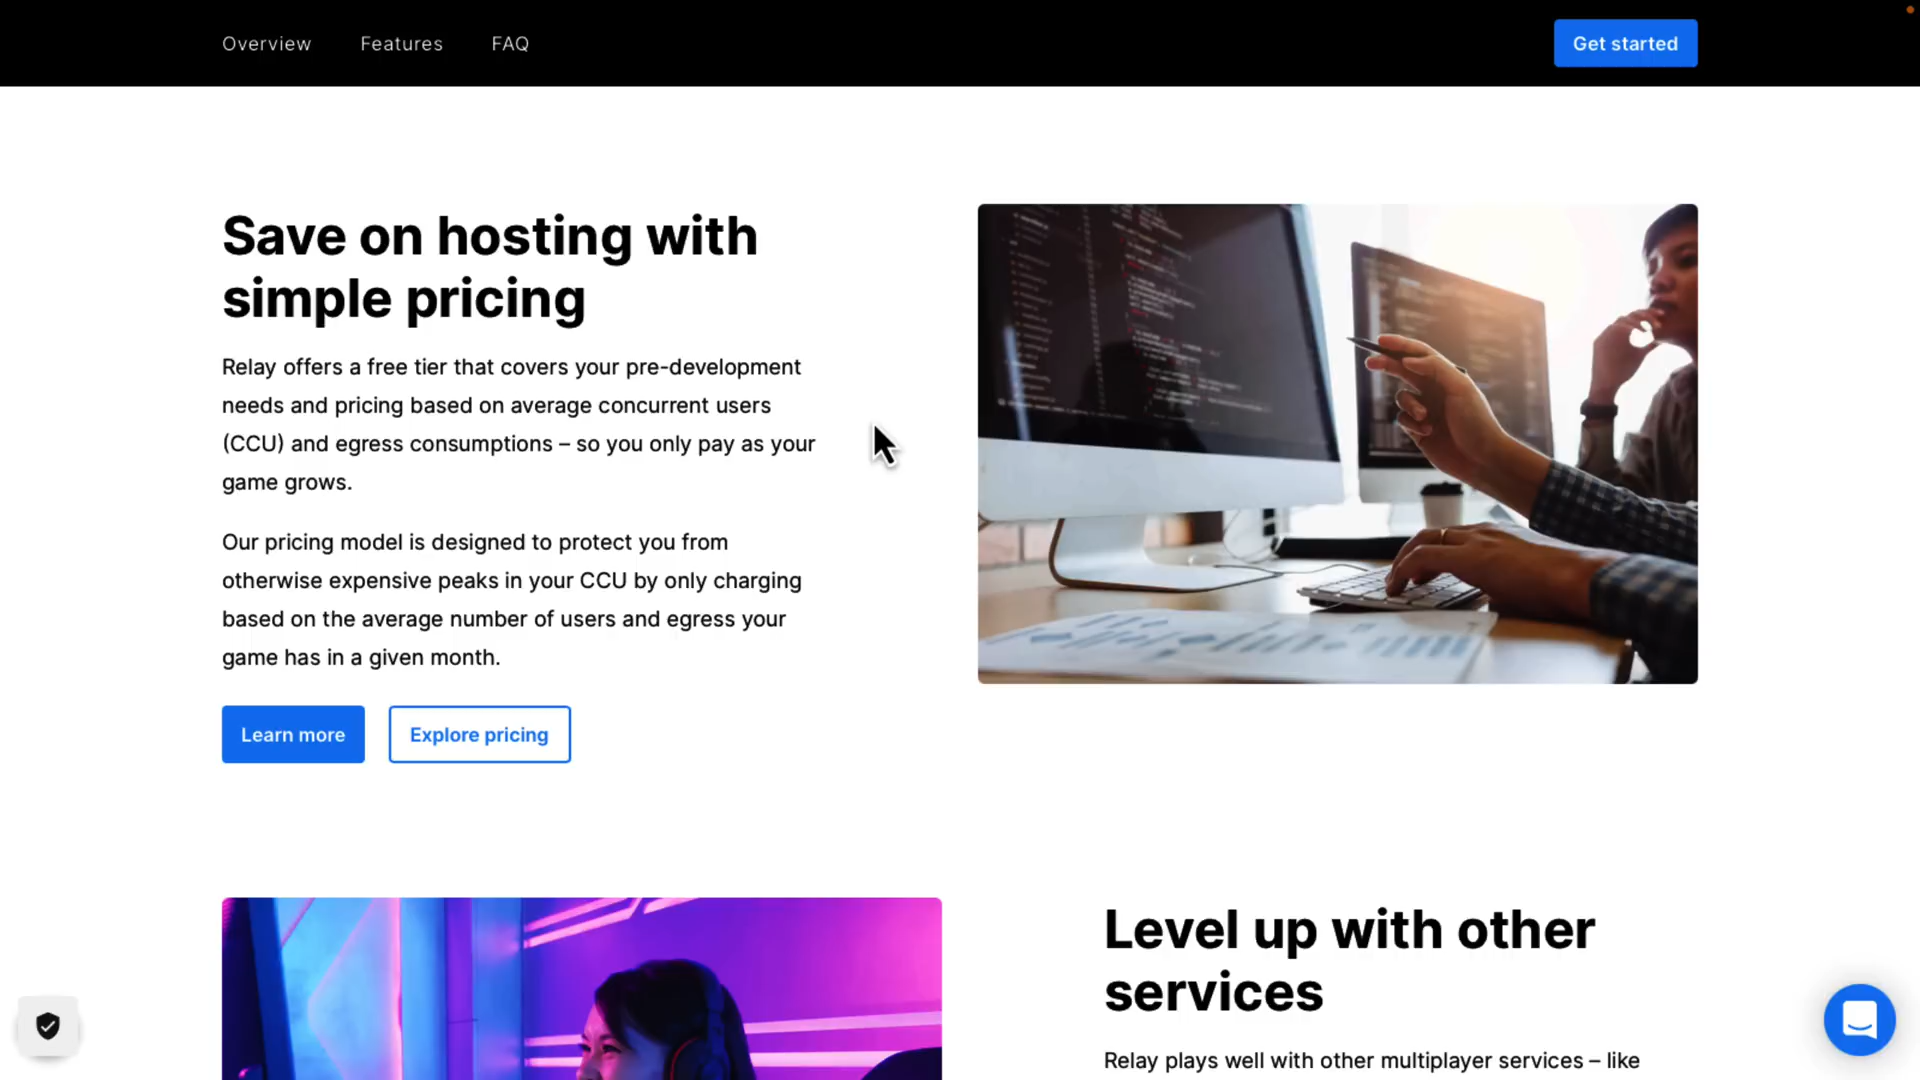 Overview
Features
FAQ
Get started
Save on hosting with
simple pricing
Relay offers a free tier that covers your pre-development
needs and pricing based on average concurrent users
(CCU) and egress consumptions – so you only pay as your
game grows.
Our pricing model is designed to protect you from
otherwise expensive peaks in your CCU by only charging
based on the average number of users and egress your
game has in a given month.
Learn more
Explore pricing
Level up with other
services
Relay plays well with other multiplayer services – like